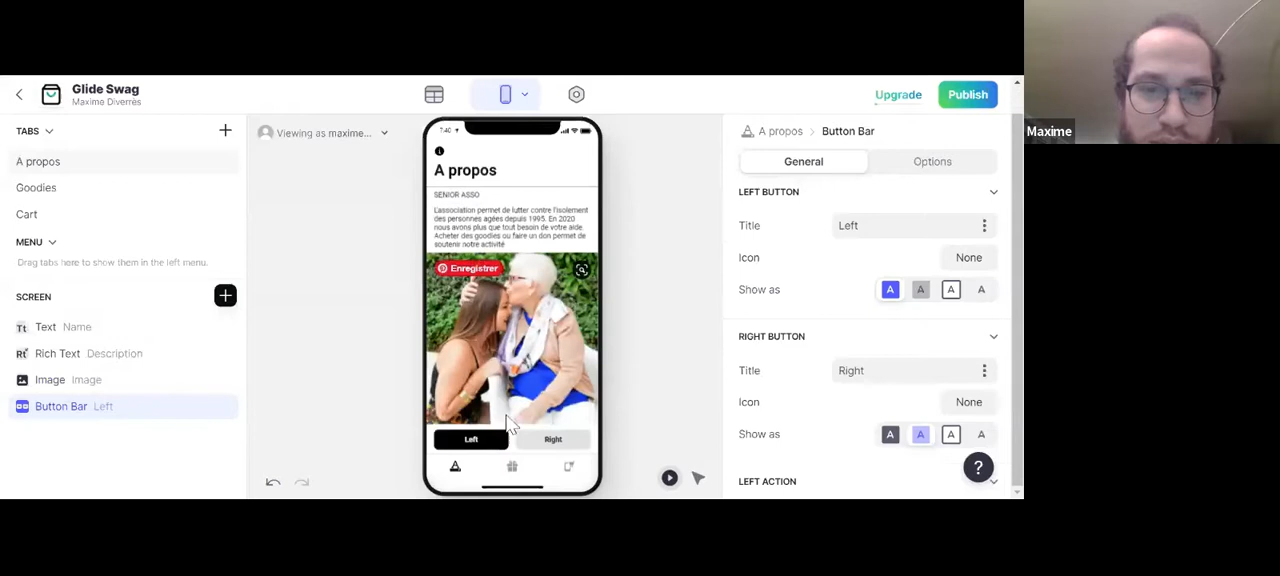 Glide Swag
Maxime Diverrès
Upgrade
Publish
Maxime
TABS
Viewing as maxime...
A propos
Button Bar
A propos
Goodies
Cart
MENU
Drag tabs here to show them in the left menu.
SCREEN
Text Name
Rich Text Description
Image Image
Button Bar Left
7:40
A propos
SENIOR ASSO
L'association permet de lutter contre l'isolement
des personnes agées depuis 1995. En 2020
nous avons plus que tout besoin de votre aide.
Acheter des goodies ou faire un don permet de
soutenir notre activité
Enregistrer
Left
Right
General
Options
LEFT BUTTON
Title Left
Icon None
Show as A A A A
RIGHT BUTTON
Title Right
Icon None
Show as A A A A
LEFT ACTION
?